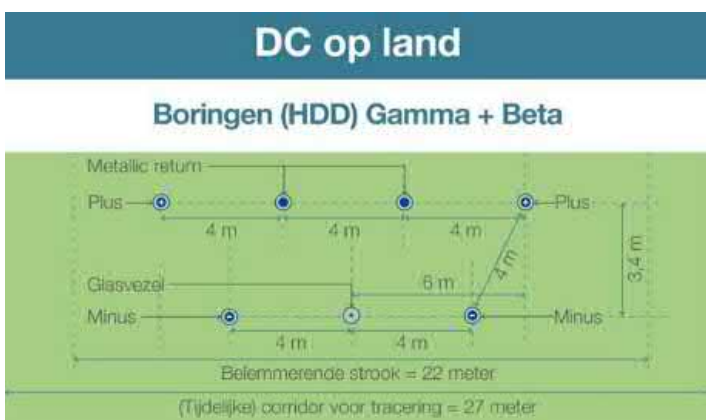 DC op land
Boringen (HDD) Gamma + Beta
Metallic return
Plus
Plus
4 m
4 m
4 m
4 m
3,4 m
Glasvezel
6 m
Minus
Minus
4 m
4 m
Belemmerende strook = 22 meter
(Tijdelijke) corridor voor tracering = 27 meter